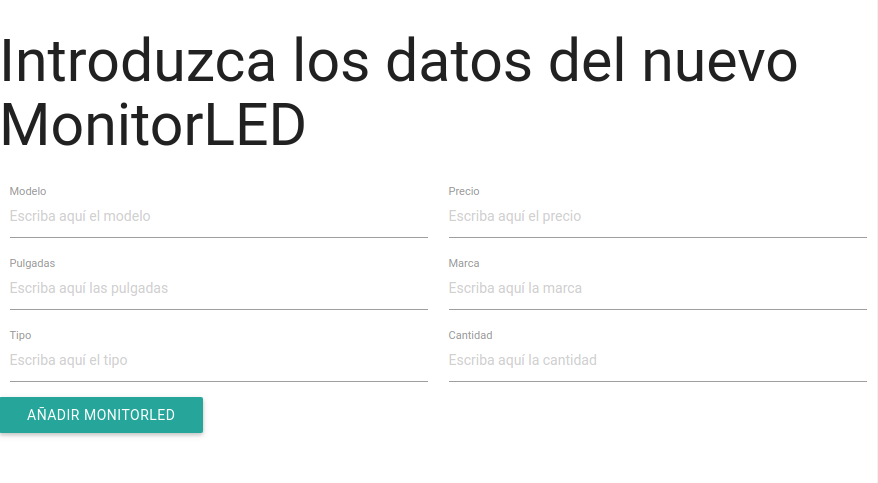 Introduzca los datos del nuevo
MonitorLED
Modelo
Precio
Escriba aquí el modelo
Escriba aquí el precio
Pulgadas
Marca
Escriba aquí las pulgadas
Escriba aquí la marca
Tipo
Cantidad
Escriba aquí el tipo
Escriba aquí la cantidad
AÑADIR MONITORLED